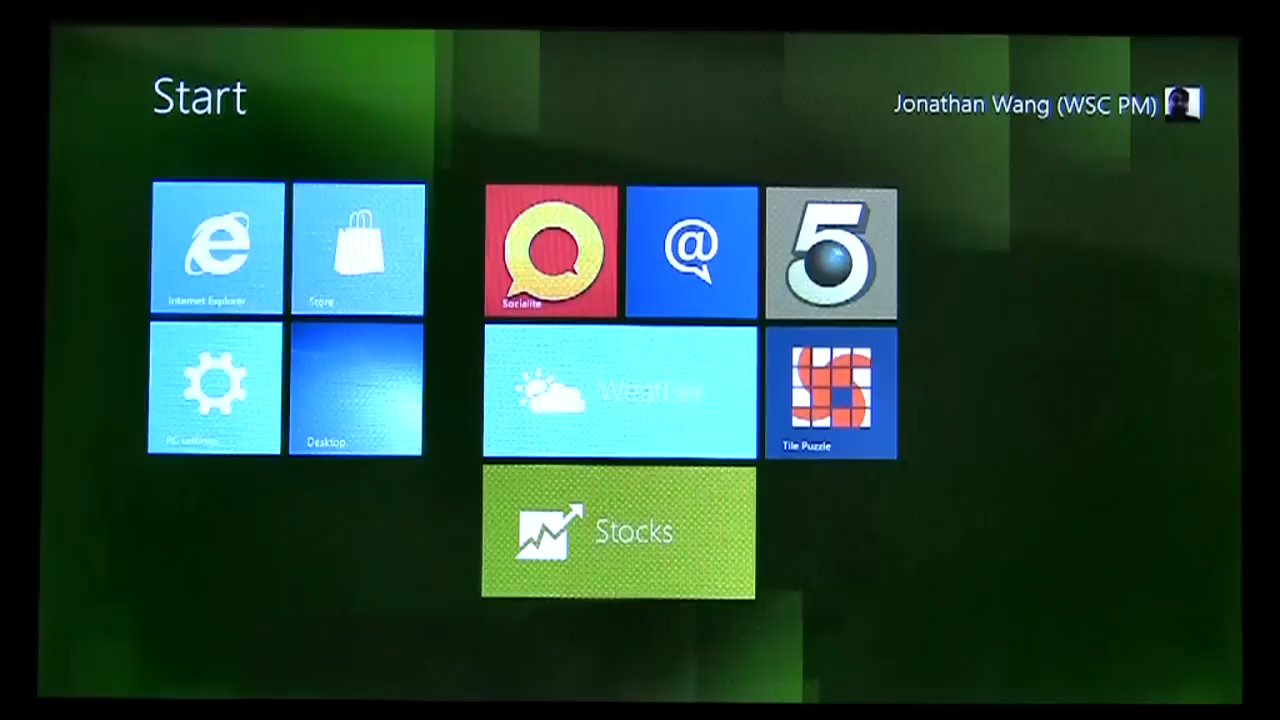 Start
Jonathan Wang (WSC PM)
Internet Explorer
Store
Socialite
@
5
PC settings
Desktop
Weather
Tile Puzzle
Stocks